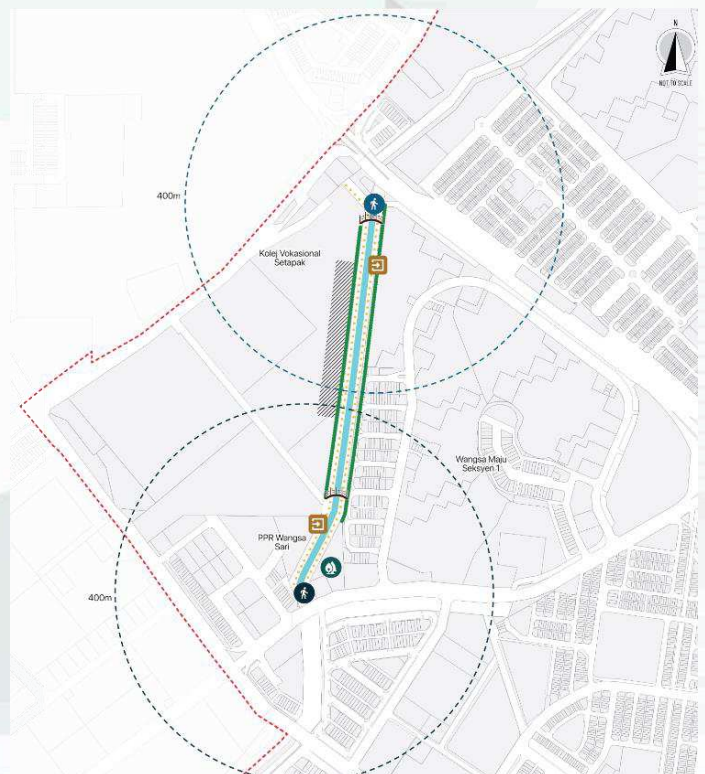 N
NOT TO SCALE
400m
Kolej Vokasional
Setapak
Wangsa Maju
Seksyen 1
PPR Wangsa
Sari
400m